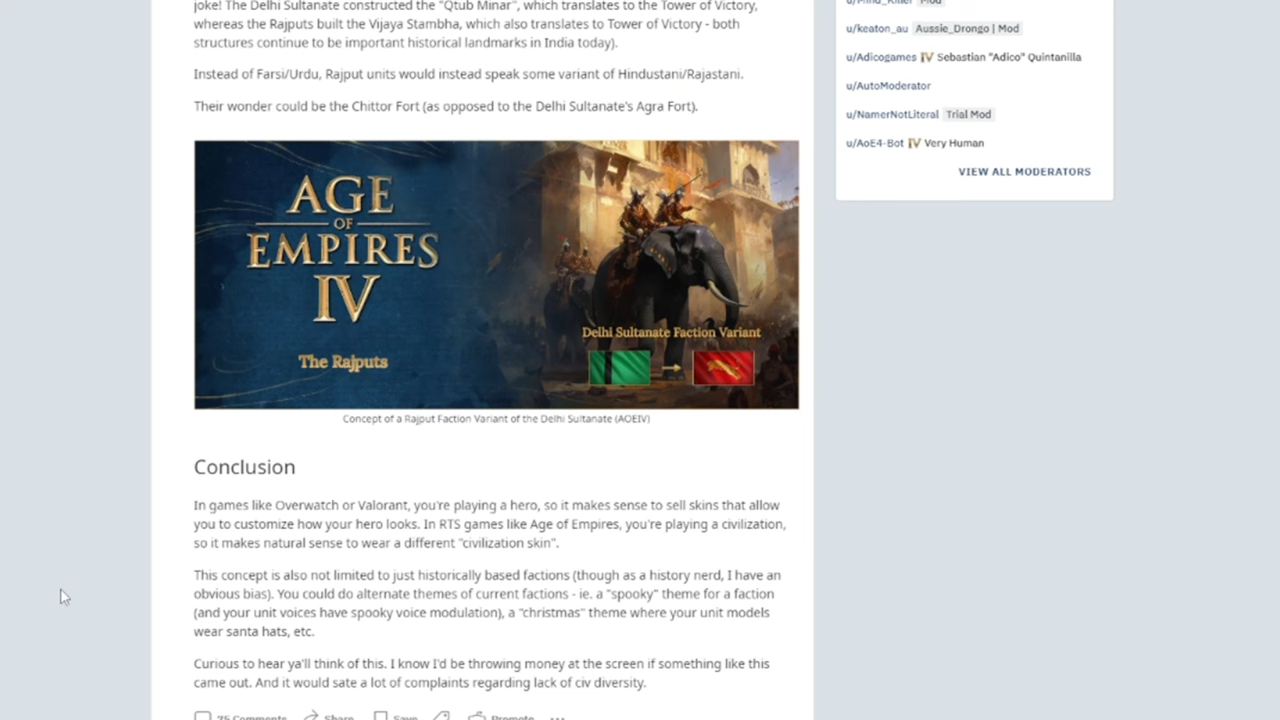 joke! The Delhi Sultanate constructed the "Qtub Minar", which translates to the Tower of Victory,
whereas the Rajputs built the Vijaya Stambha, which also translates to Tower of Victory - both
structures continue to be important historical landmarks in India today).
Instead of Farsi/Urdu, Rajput units would instead speak some variant of Hindustani/Rajastani.
Their wonder could be the Chittor Fort (as opposed to the Delhi Sultanate's Agra Fort).
AGE
OF
EMPIRES
IV
The Rajputs
Delhi Sultanate Faction Variant
Concept of a Rajput Faction Variant of the Delhi Sultanate (AOEIV)
Conclusion
In games like Overwatch or Valorant, you're playing a hero, so it makes sense to sell skins that allow
you to customize how your hero looks. In RTS games like Age of Empires, you're playing a civilization,
so it makes natural sense to wear a different "civilization skin".
This concept is also not limited to just historically based factions (though as a history nerd, I have an
obvious bias). You could do alternate themes of current factions - ie. a "spooky" theme for a faction
(and your unit voices have spooky voice modulation), a "christmas" theme where your unit models
wear santa hats, etc.
Curious to hear ya'll think of this. I know I'd be throwing money at the screen if something like this
came out. And it would sate a lot of complaints regarding lack of civ diversity.
75 Comments Share Save Promote
u/Mind_Killer Mod
u/keaton_au Aussie_Drongo | Mod
u/Adicogames IV Sebastian "Adico" Quintanilla
u/AutoModerator
u/NamerNotLiteral Trial Mod
u/AoE4-Bot IV Very Human
VIEW ALL MODERATORS